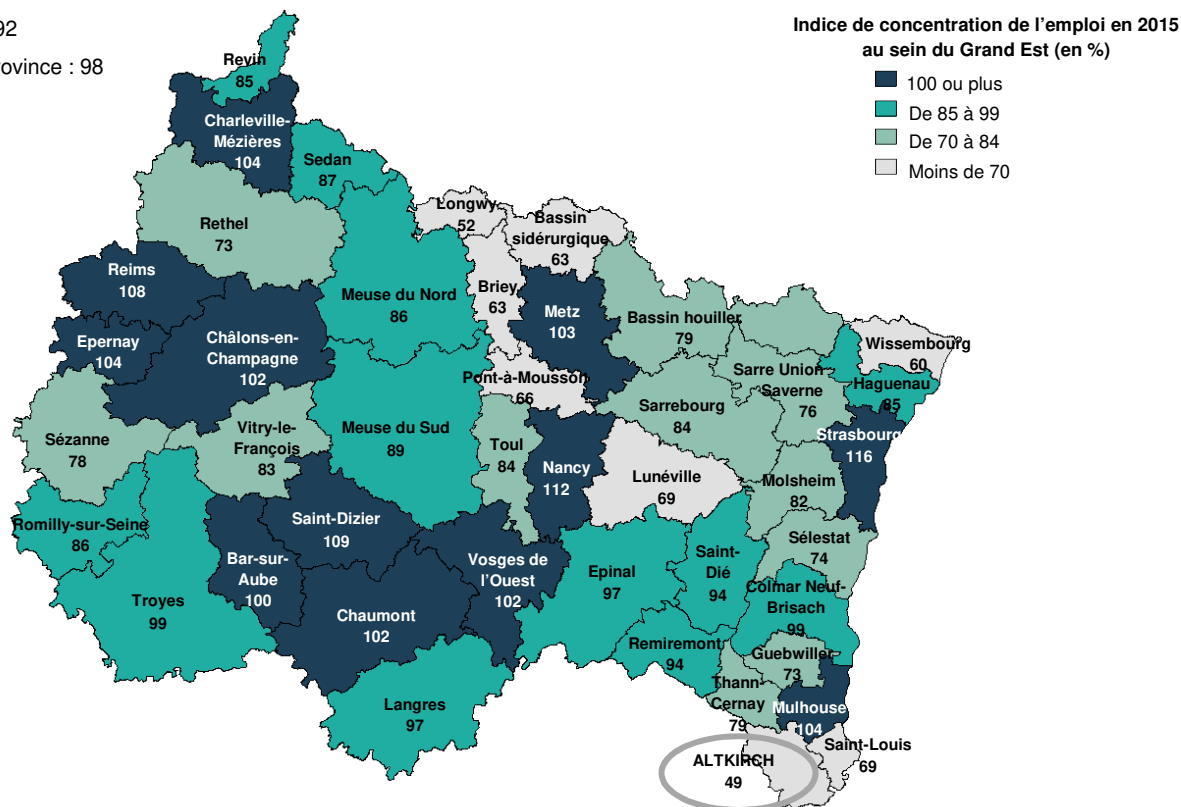 92
rovince : 98
Indice de concentration de l'emploi en 2015
au sein du Grand Est (en %)
100 ou plus
De 85 à 99
De 70 à 84
Moins de 70
Revin
85
Charleville-
Mézières
104
Sedan
87
Rethel
73
Longwy
52
Bassin
sidérurgique
63
Reims
108
Briey
63
Meuse du Nord
86
Metz
103
Bassin houiller
79
Epernay
104
Châlons-en-
Champagne
102
Wissembourg
60
Pont-à-Mousson
66
Sarre Union
Saverne
76
Haguenau
85
Sarrebourg
84
Sézanne
78
Vitry-le-
François
83
Meuse du Sud
89
Toul
84
Nancy
112
Lunéville
69
Strasbourg
116
Molsheim
82
Romilly-sur-Seine
86
Saint-Dizier
109
Sélestat
74
Bar-sur-
Aube
100
Vosges de
l'Ouest
102
Epinal
97
Saint-
Dié
94
Colmar Neuf-
Brisach
99
Troyes
99
Chaumont
102
Remiremont
94
Guebwiller
73
Thann-
Cernay
79
Mulhouse
104
Langres
97
ALTKIRCH
49
Saint-Louis
69